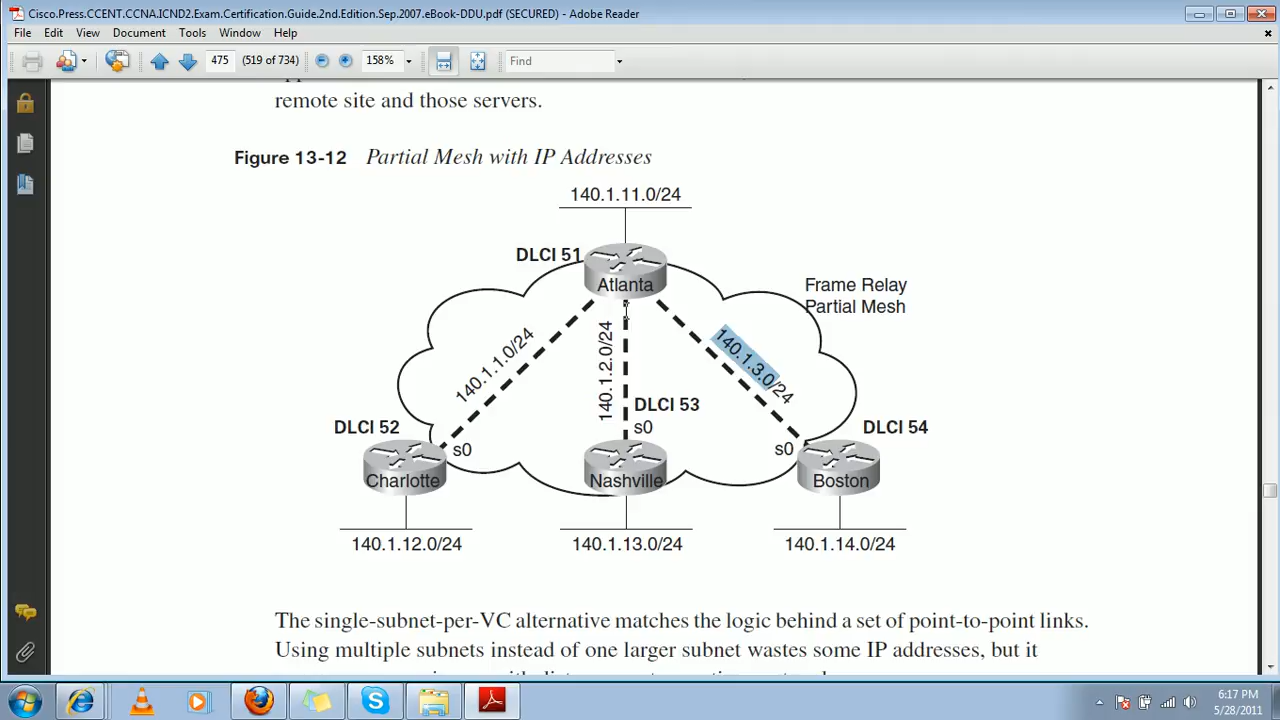 Cisco.Press.CCENT.CCNA.ICND2.Exam.Certification.Guide.2nd.Edition.Sep.2007.eBook-DDU.pdf (SECURED) - Adobe Reader
File Edit View Document Tools Window Help
475 (519 of 734) 158% Find
remote site and those servers.
Figure 13-12 Partial Mesh with IP Addresses
140.1.11.0/24
DLCI 51
Atlanta
Frame Relay
Partial Mesh
140.1.1.0/24
140.1.2.0/24
140.1.3.0/24
DLCI 52
DLCI 53
DLCI 54
s0
s0
s0
Charlotte
Nashville
Boston
140.1.12.0/24
140.1.13.0/24
140.1.14.0/24
The single-subnet-per-VC alternative matches the logic behind a set of point-to-point links.
Using multiple subnets instead of one larger subnet wastes some IP addresses, but it
6:17 PM
5/28/2011